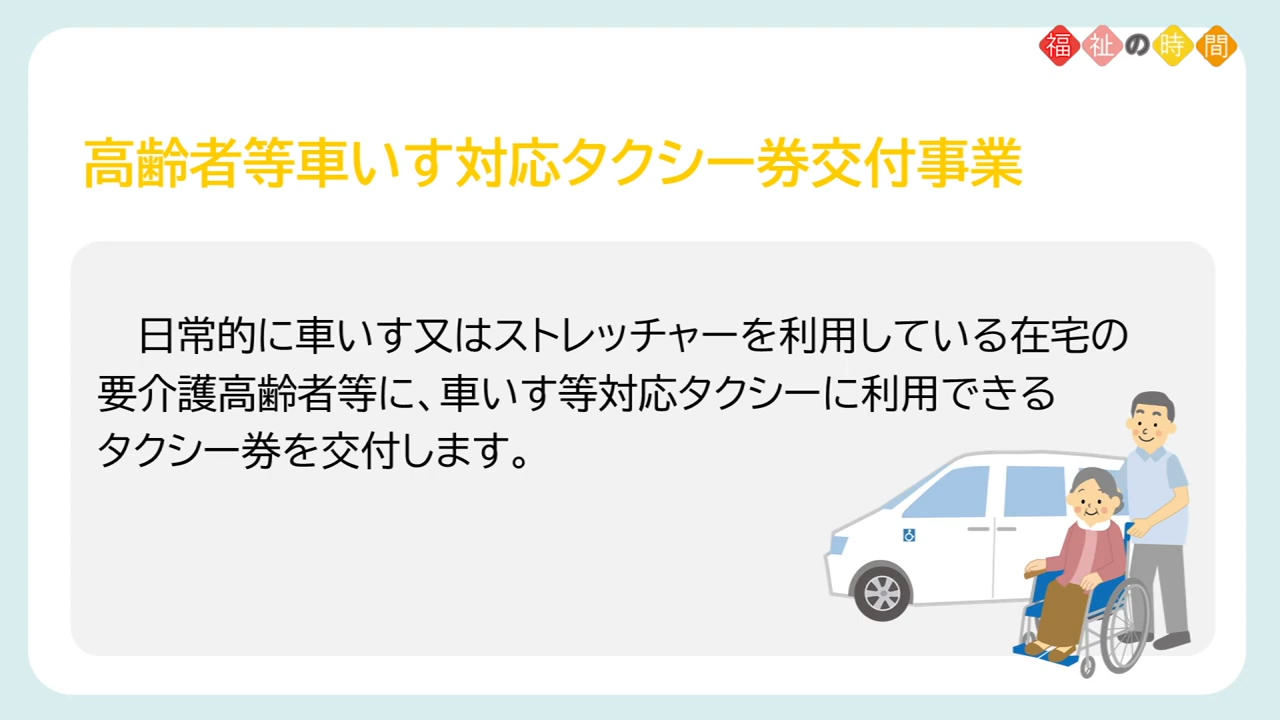 福祉の時間
高齢者等車いす対応タクシー券交付事業
日常的に車いす又はストレッチャーを利用している在宅の
要介護高齢者等に、車いす等対応タクシーに利用できる
タクシー券を交付します。